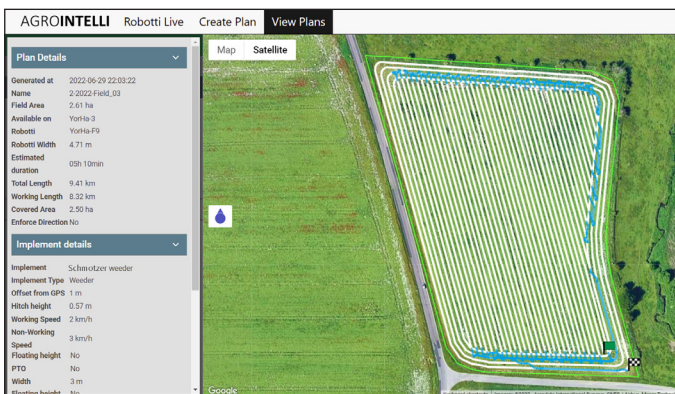 AGROINTELLI Robotti Live Create Plan View Plans
Plan Details
Map Satellite
Generated at 2022-06-29 22:03:22
Name 2-2022-Field_03
Field Area 2.61 ha
Available on YorHa-3
Robotti YorHa-F9
Robotti Width 4.71 m
Estimated
duration 05h 10min
Total Length 9.41 km
Working Length 8.32 km
Covered Area 2.50 ha
Enforce Direction No
Implement details
Implement Schmotzer weeder
Implement Type Weeder
Offset from GPS 1 m
Hitch height 0.57 m
Working Speed 2 km/h
Non-Working
Speed 3 km/h
Floating height No
PTO No
Width 3 m
Floating height No
Google